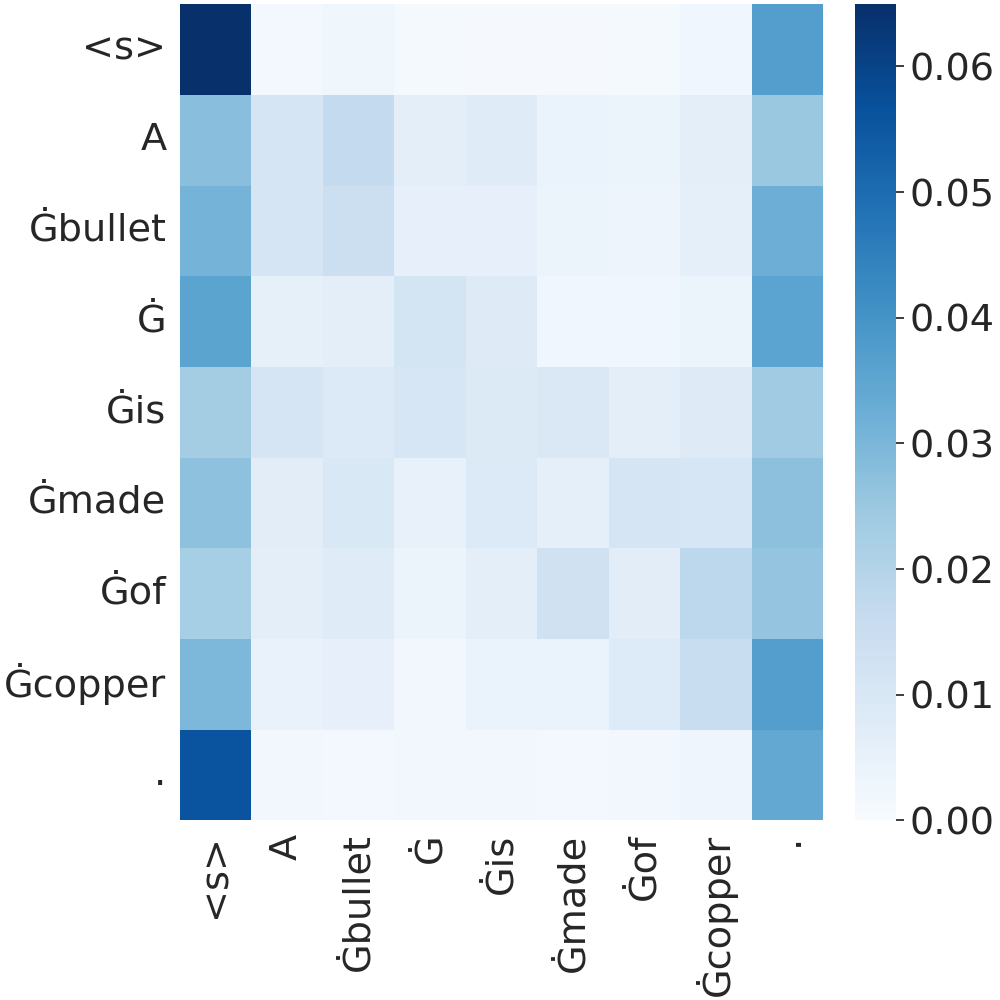 <s>
A
Ġbullet
Ġ
Ġis
Ġmade
Ġof
Ġcopper
.
<s>
A
Ġbullet
Ġ
Ġis
Ġmade
Ġof
Ġcopper
.
0.06
0.05
0.04
0.03
0.02
0.01
0.00